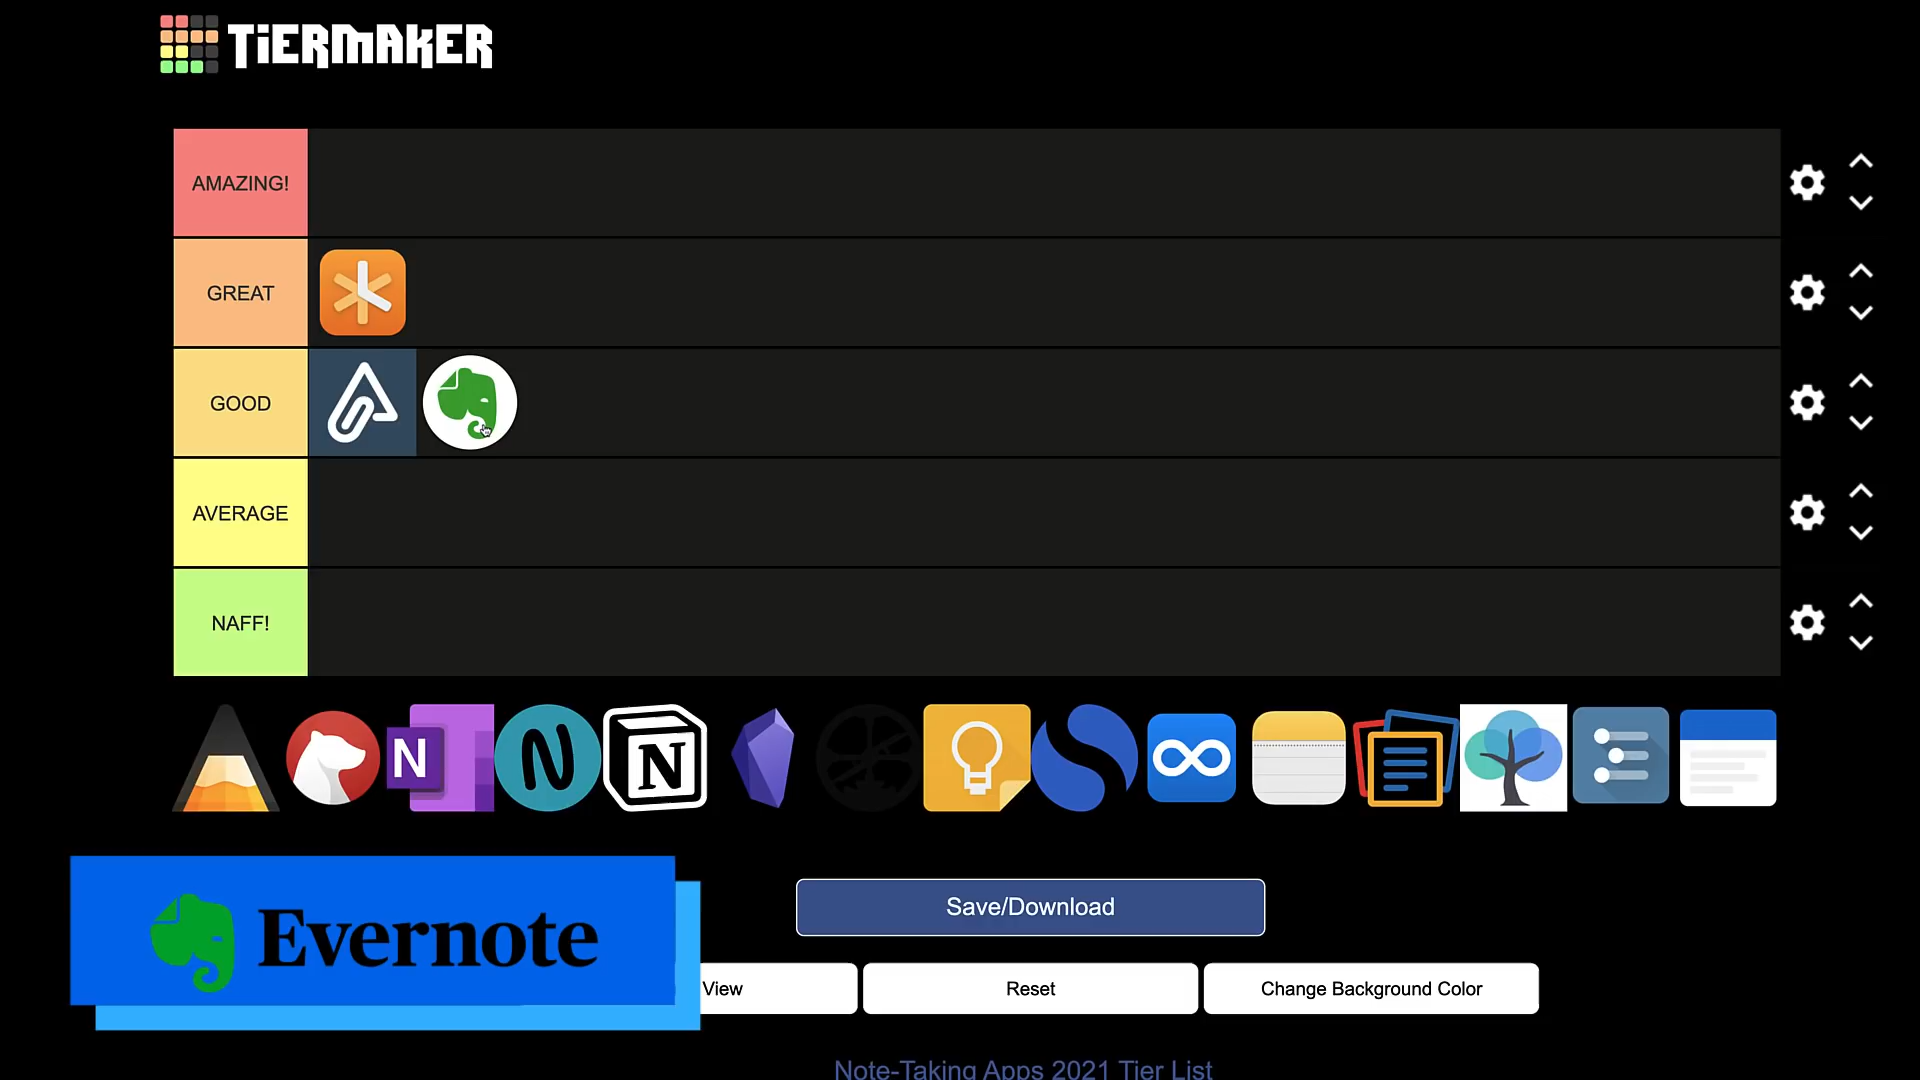 TiERMAKER
AMAZING!
GREAT
GOOD
AVERAGE
NAFF!
N
N
N
Evernote
Save/Download
View
Reset
Change Background Color
Note-Taking Apps 2021 Tier List